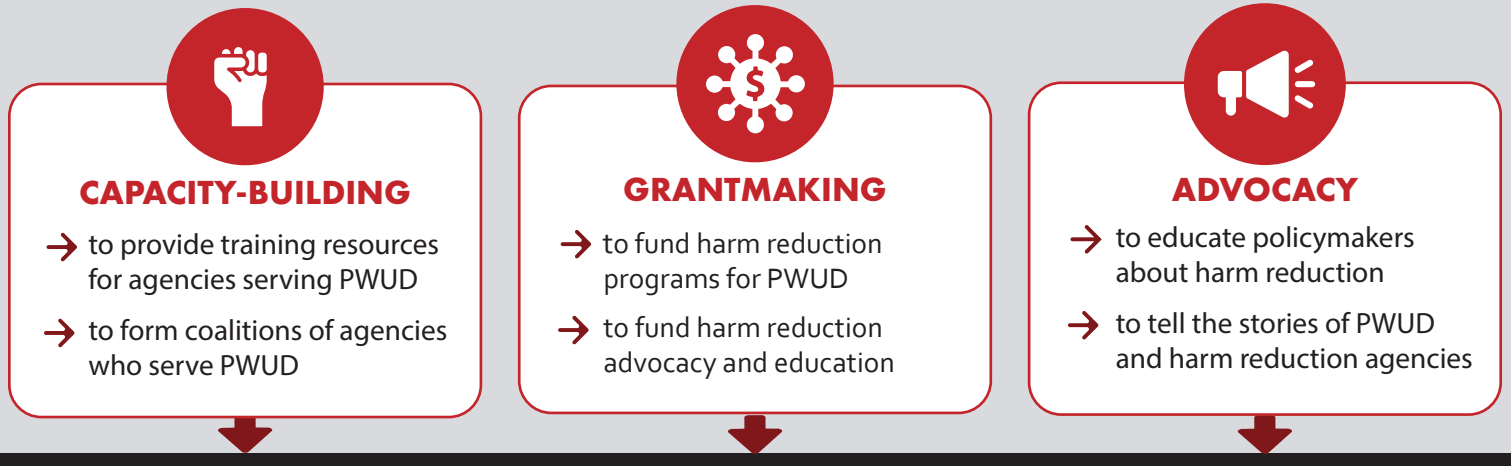 $
CAPACITY-BUILDING
→ to provide training resources
for agencies serving PWUD
→ to form coalitions of agencies
who serve PWUD
GRANTMAKING
→ to fund harm reduction
programs for PWUD
→ to fund harm reduction
advocacy and education
ADVOCACY
→ to educate policymakers
about harm reduction
→ to tell the stories of PWUD
and harm reduction agencies